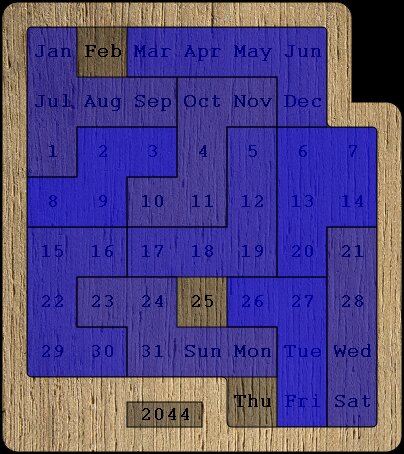 Jan Feb Mar Apr May Jun
Jul Aug Sep Oct Nov Dec
1 2 3 4 5 6 7
8 9 10 11 12 13 14
15 16 17 18 19 20 21
22 23 24 25 26 27 28
29 30 31 Sun Mon Tue Wed
2044 Thu Fri Sat